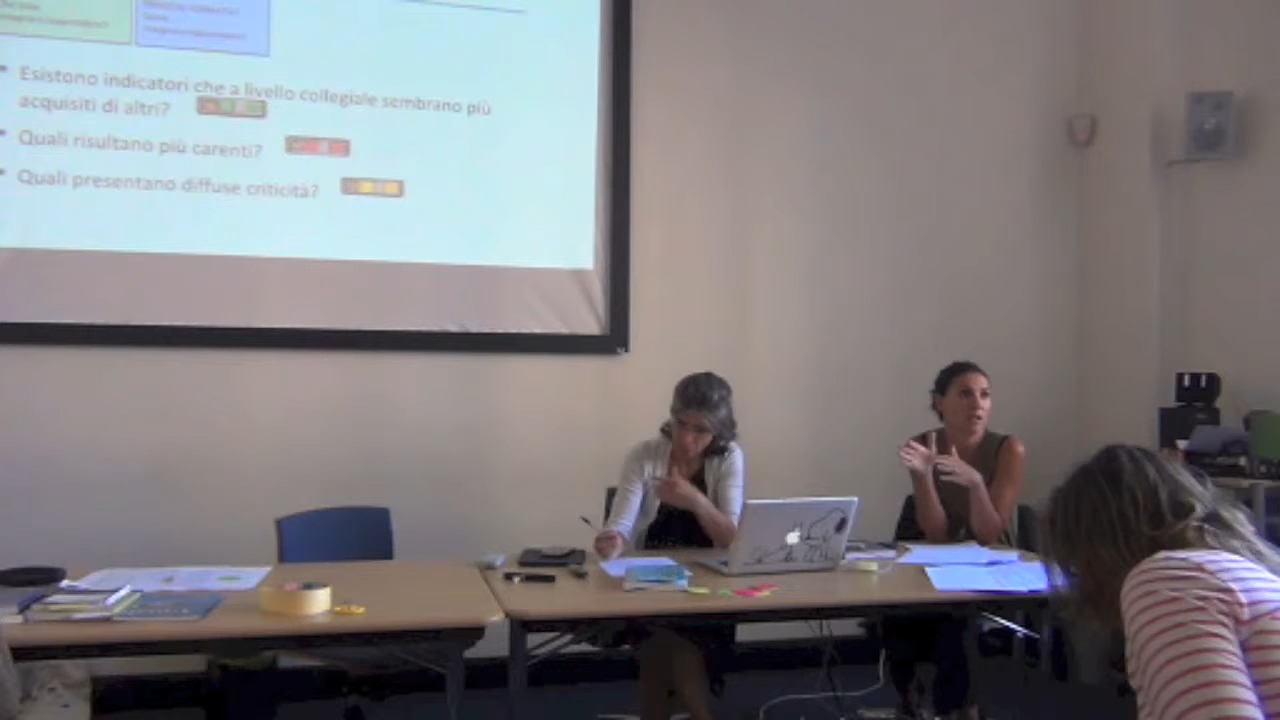 Esistono indicatori che a livello collegiale sembrano più
acquisiti di altri?
Quali risultano più carenti?
Quali presentano diffuse criticità?